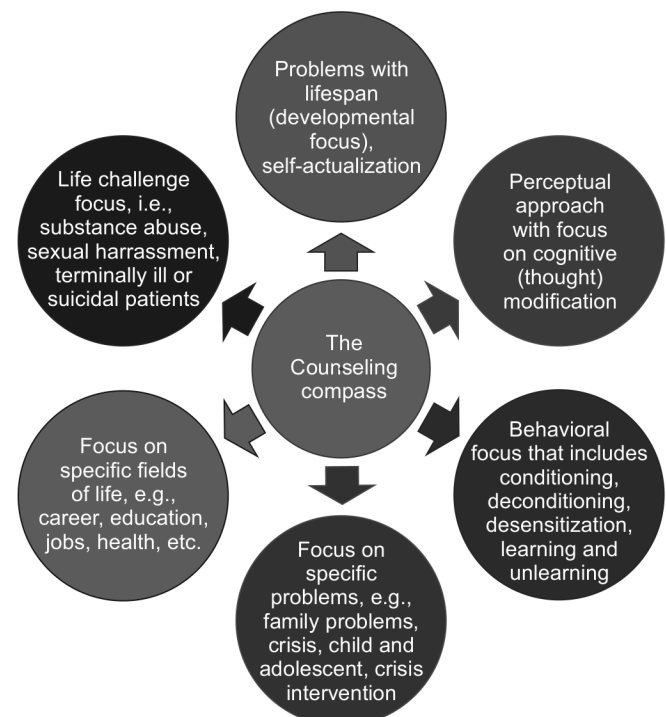 Problems with
lifespan
(developmental
focus),
self-actualization
Perceptual
approach
with focus
on cognitive
(thought)
modification
Behavioral
focus that includes
conditioning,
deconditioning,
desensitization,
learning and
unlearning
Focus on
specific
problems, e.g.,
family problems,
crisis, child and
adolescent, crisis
intervention
Focus on
specific fields
of life, e.g.,
career, education,
jobs, health, etc.
Life challenge
focus, i.e.,
substance abuse,
sexual harrassment,
terminally ill or
suicidal patients
The
Counseling
compass